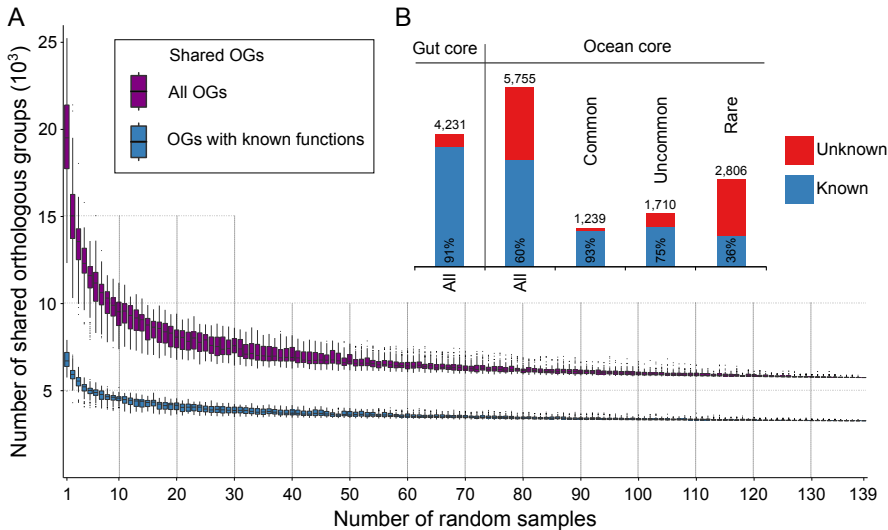 A
B
Number of shared orthologous groups (10³)
25
20
15
10
5
Shared OGs
All OGs
OGs with known functions
Gut core
Ocean core
5,755
4,231
1,239
1,710
2,806
Common
Uncommon
Rare
Unknown
Known
91%
60%
93%
75%
36%
All
All
1
10
20
30
40
50
60
70
80
90
100
110
120
130
139
Number of random samples